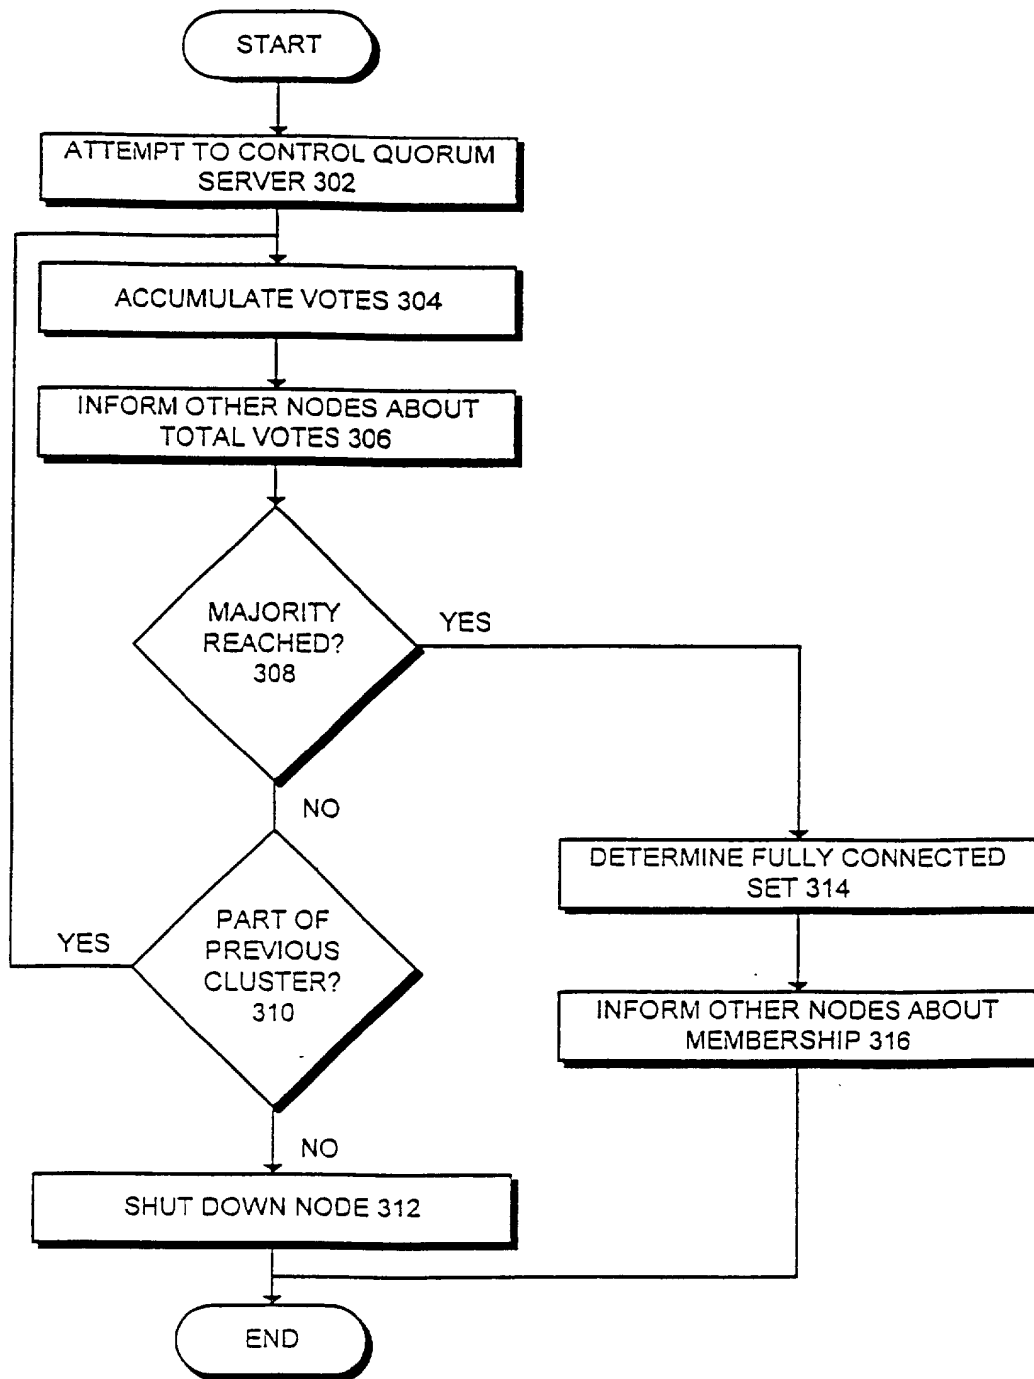 START
ATTEMPT TO CONTROL QUORUM
SERVER 302
ACCUMULATE VOTES 304
INFORM OTHER NODES ABOUT
TOTAL VOTES 306
MAJORITY
REACHED?
308
YES
NO
PART OF
PREVIOUS
CLUSTER?
310
YES
NO
SHUT DOWN NODE 312
DETERMINE FULLY CONNECTED
SET 314
INFORM OTHER NODES ABOUT
MEMBERSHIP 316
END